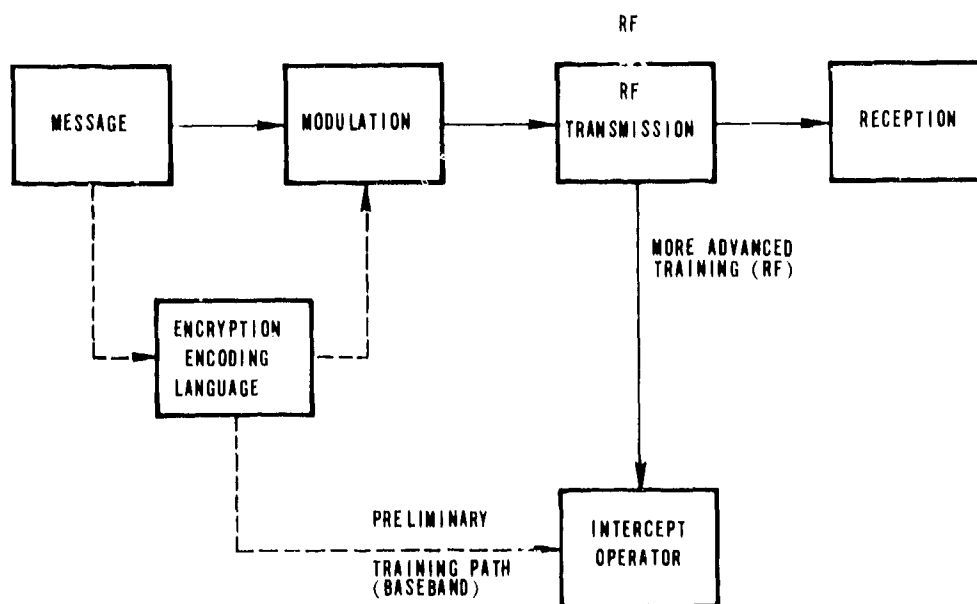 RF
MESSAGE
MODULATION
RF
TRANSMISSION
RECEPTION
MORE ADVANCED
TRAINING (RF)
ENCRYPTION
ENCODING
LANGUAGE
PRELIMINARY
TRAINING PATH
(BASEBAND)
INTERCEPT
OPERATOR